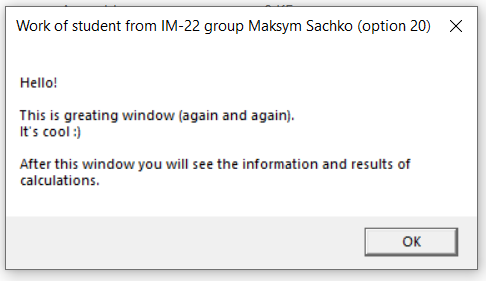 Work of student from IM-22 group Maksym Sachko (option 20)
Hello!
This is greating window (again and again).
It's cool :)
After this window you will see the information and results of
calculations.
OK